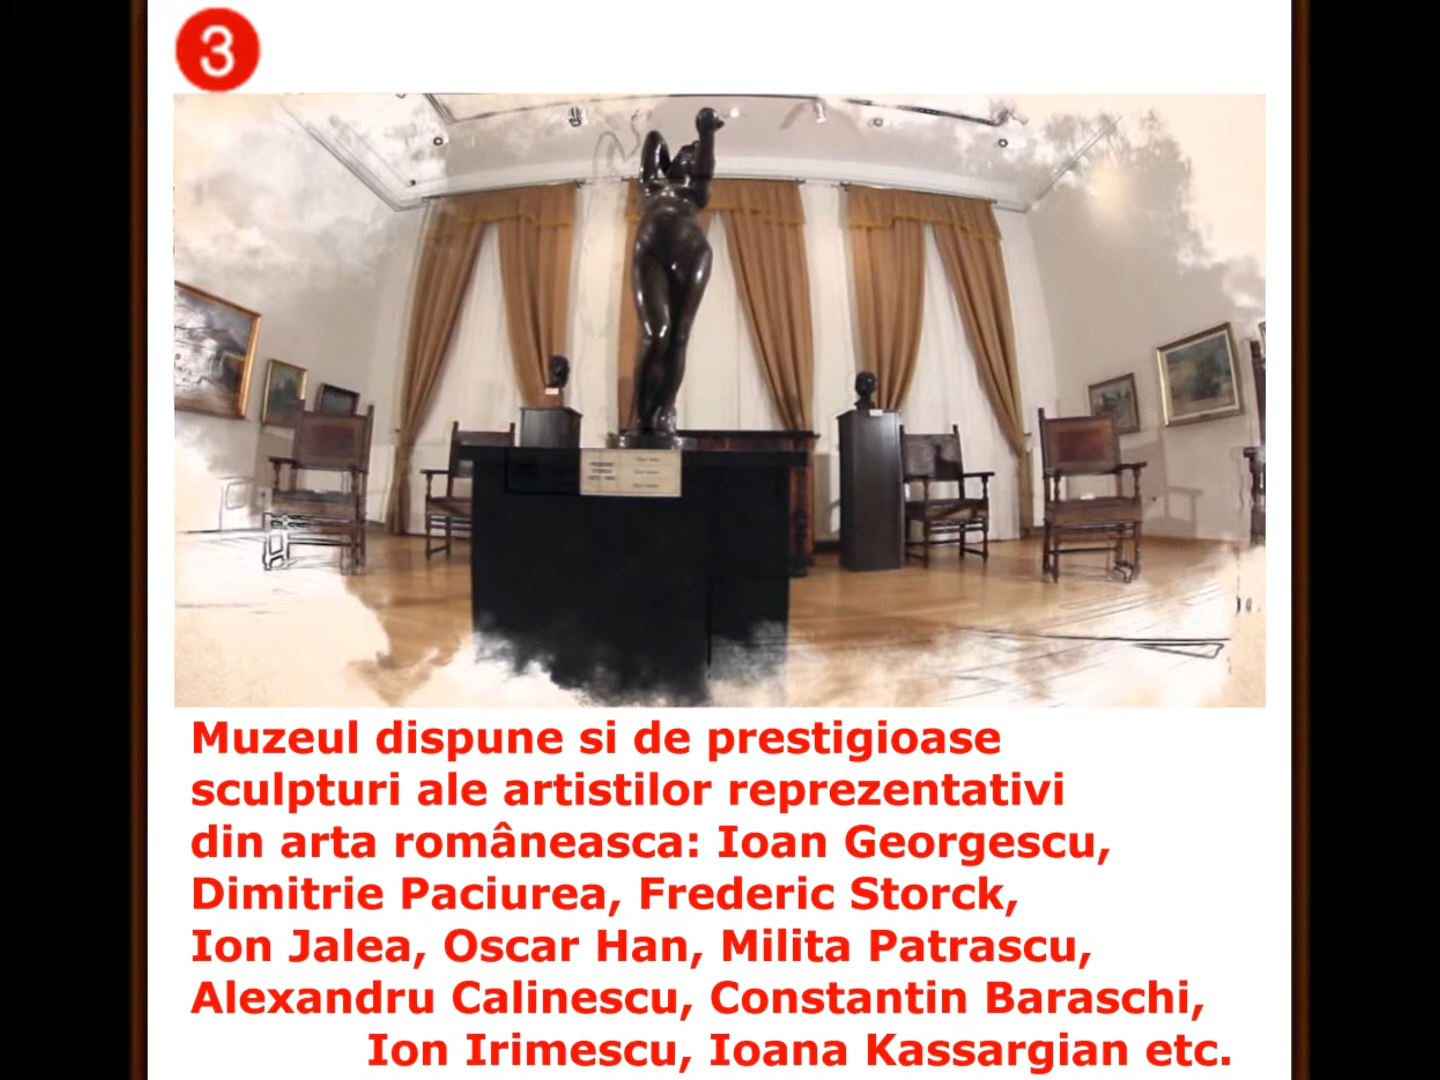 3
Muzeul dispune si de prestigioase
sculpturi ale artistilor reprezentativi
din arta româneasca: Ioan Georgescu,
Dimitrie Paciurea, Frederic Storck,
Ion Jalea, Oscar Han, Milita Patrascu,
Alexandru Calinescu, Constantin Baraschi,
Ion Irimescu, Ioana Kassargian etc.